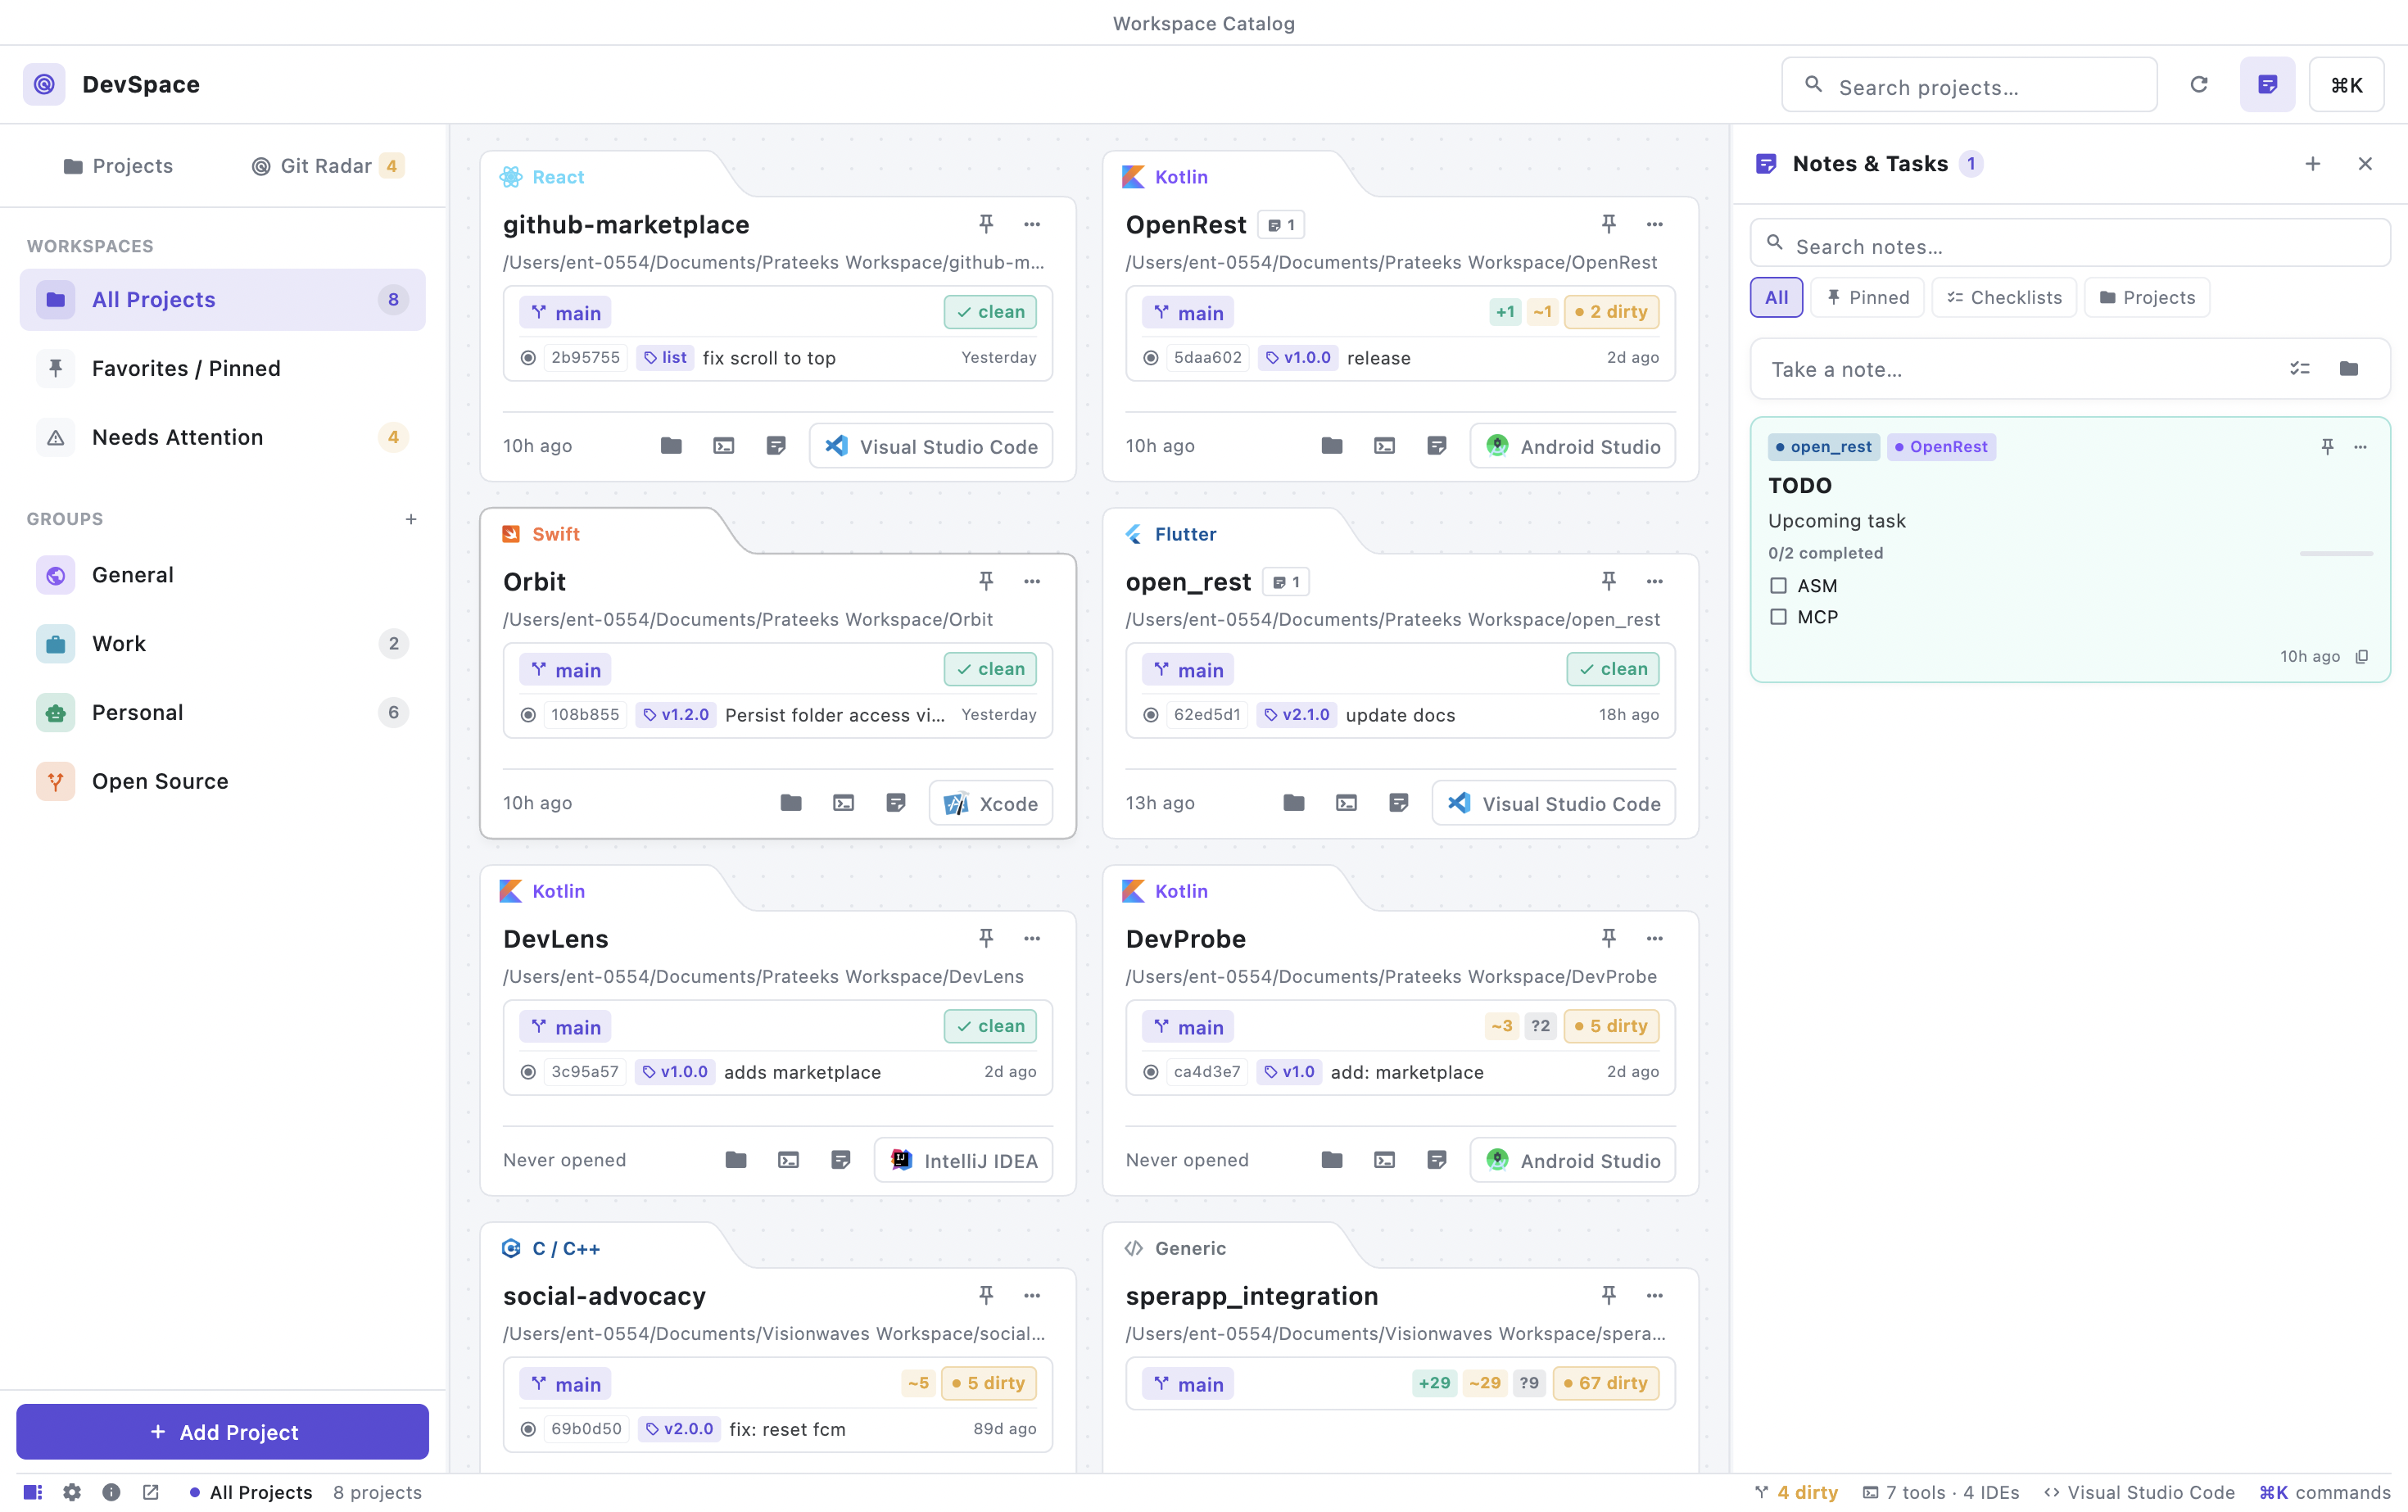 Workspace Catalog
DevSpace
Search projects...
⌘K
Projects
Git Radar 4
WORKSPACES
All Projects 8
Favorites / Pinned
Needs Attention 4
GROUPS +
General
Work 2
Personal 6
Open Source
+ Add Project
React
github-marketplace
/Users/ent-0554/Documents/Prateeks Workspace/github-m...
main clean
2b95755 list fix scroll to top Yesterday
10h ago Visual Studio Code
Kotlin
OpenRest 1
/Users/ent-0554/Documents/Prateeks Workspace/OpenRest
main +1 ~1 2 dirty
5daa602 v1.0.0 release 2d ago
10h ago Android Studio
Swift
Orbit
/Users/ent-0554/Documents/Prateeks Workspace/Orbit
main clean
108b855 v1.2.0 Persist folder access vi... Yesterday
10h ago Xcode
Flutter
open_rest 1
/Users/ent-0554/Documents/Prateeks Workspace/open_rest
main clean
62ed5d1 v2.1.0 update docs 18h ago
13h ago Visual Studio Code
Kotlin
DevLens
/Users/ent-0554/Documents/Prateeks Workspace/DevLens
main clean
3c95a57 v1.0.0 adds marketplace 2d ago
Never opened IntelliJ IDEA
Kotlin
DevProbe
/Users/ent-0554/Documents/Prateeks Workspace/DevProbe
main ~3 ?2 5 dirty
ca4d3e7 v1.0 add: marketplace 2d ago
Never opened Android Studio
C / C++
social-advocacy
/Users/ent-0554/Documents/Visionwaves Workspace/social...
main ~5 5 dirty
69b0d50 v2.0.0 fix: reset fcm 89d ago
Generic
sperapp_integration
/Users/ent-0554/Documents/Visionwaves Workspace/spera...
main +29 ~29 ?9 67 dirty
Notes & Tasks 1
Search notes...
All Pinned Checklists Projects
Take a note...
open_rest OpenRest
TODO
Upcoming task
0/2 completed
ASM
MCP
10h ago
All Projects 8 projects
4 dirty 7 tools · 4 IDEs Visual Studio Code ⌘K commands